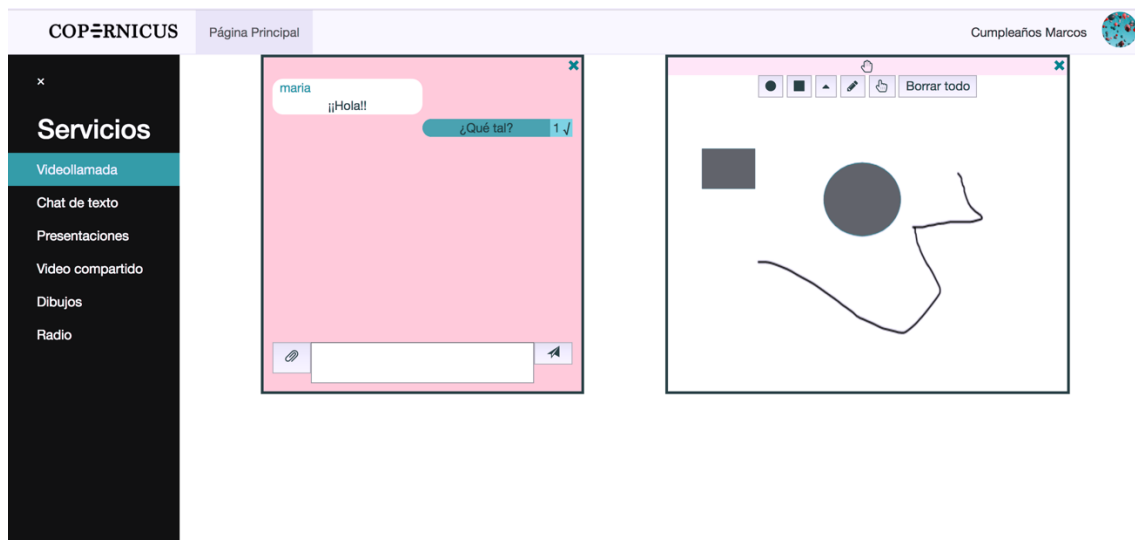 COPERNICUS
Página Principal
Cumpleaños Marcos
×
Servicios
Videollamada
Chat de texto
Presentaciones
Video compartido
Dibujos
Radio
maria
¡¡Hola!!
¿Qué tal? 1 √
Borrar todo